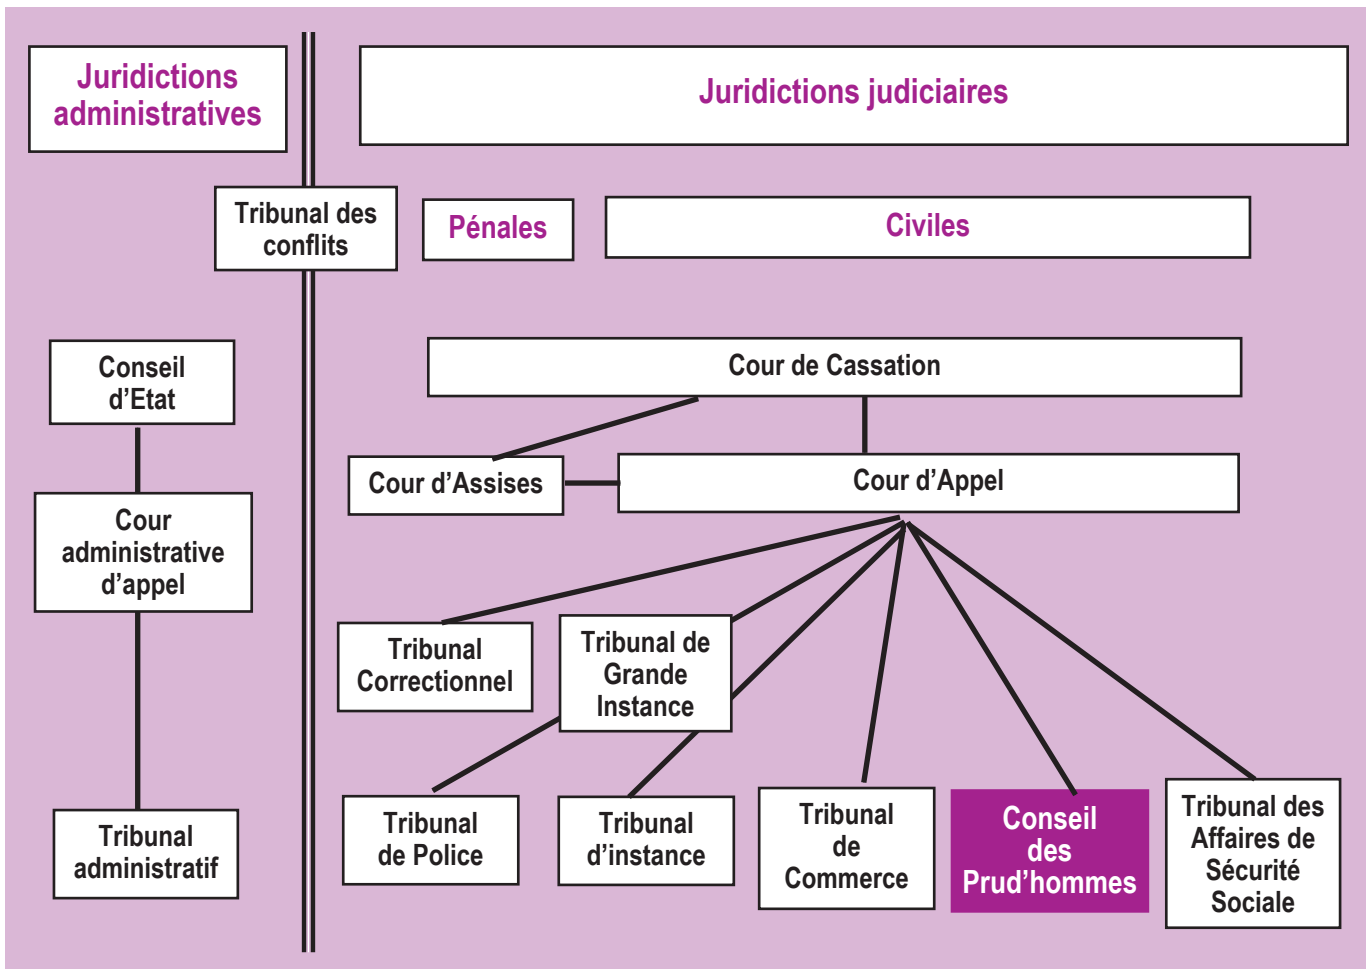 Juridictions
administratives
Juridictions judiciaires
Tribunal des
conflits
Pénales
Civiles
Conseil
d’Etat
Cour de Cassation
Cour d’Assises
Cour d’Appel
Cour
administrative
d’appel
Tribunal
Correctionnel
Tribunal de
Grande
Instance
Tribunal
administratif
Tribunal
de Police
Tribunal
d’instance
Tribunal
de
Commerce
Conseil
des
Prud’hommes
Tribunal des
Affaires de
Sécurité
Sociale